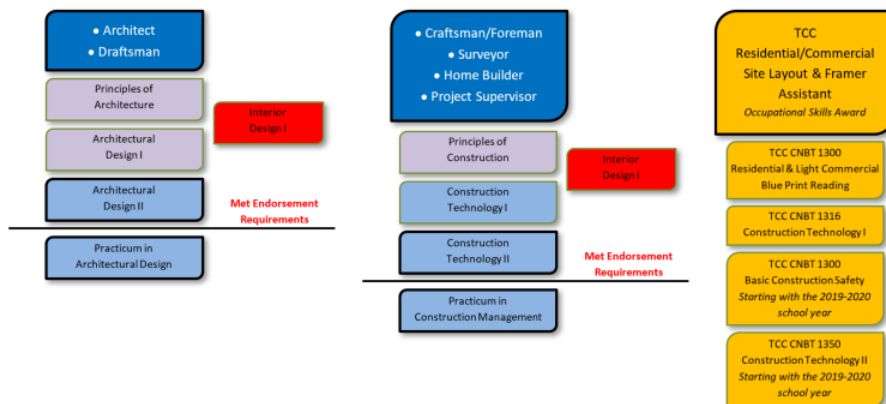 • Architect
• Draftsman
Principles of
Architecture
Interior
Design I
Architectural
Design I
Architectural
Design II
Met Endorsement
Requirements
Practicum in
Architectural Design
• Craftsman/Foreman
• Surveyor
• Home Builder
• Project Supervisor
Principles of
Construction
Interior
Design I
Construction
Technology I
Construction
Technology II
Met Endorsement
Requirements
Practicum in
Construction Management
TCC
Residential/Commercial
Site Layout & Framer
Assistant
Occupational Skills Award
TCC CNBT 1300
Residential & Light Commercial
Blue Print Reading
TCC CNBT 1316
Construction Technology I
TCC CNBT 1300
Basic Construction Safety
Starting with the 2019-2020
school year
TCC CNBT 1350
Construction Technology II
Starting with the 2019-2020
school year